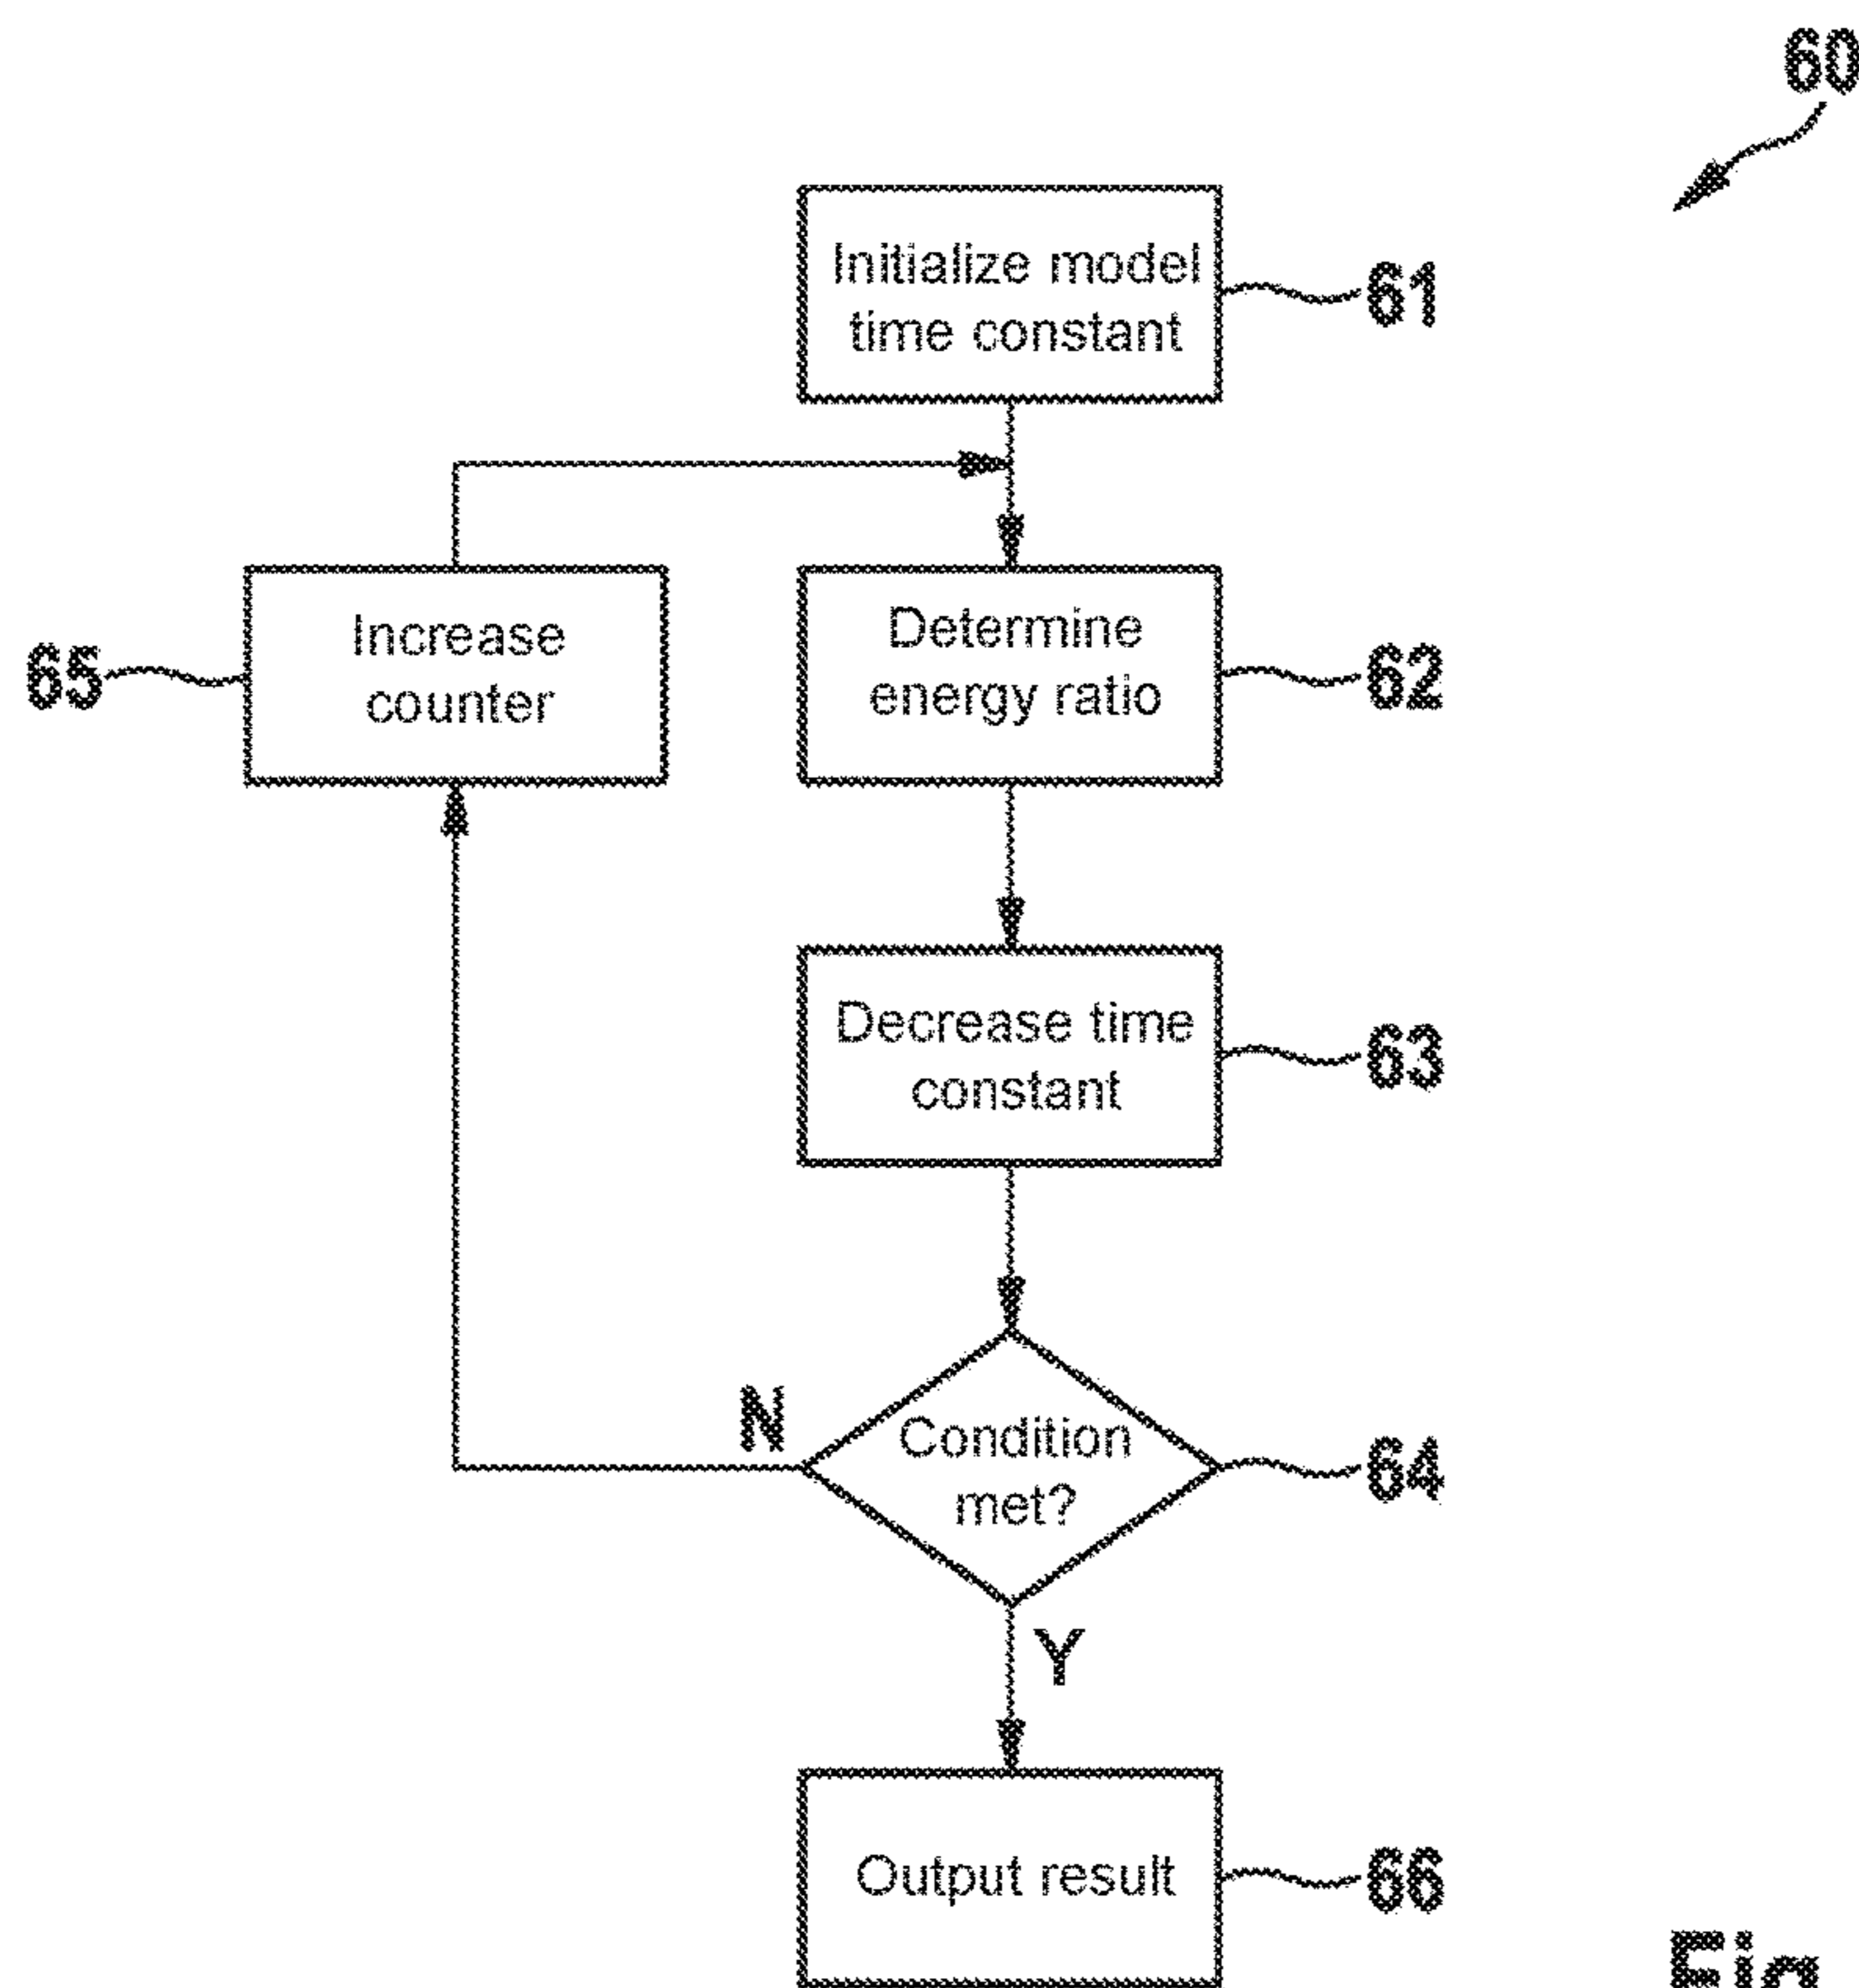 60
Initialize model
time constant
61
Increase
counter
65
Determine
energy ratio
62
Decrease time
constant
63
N
Condition
met?
64
Y
Output result
66
Fig